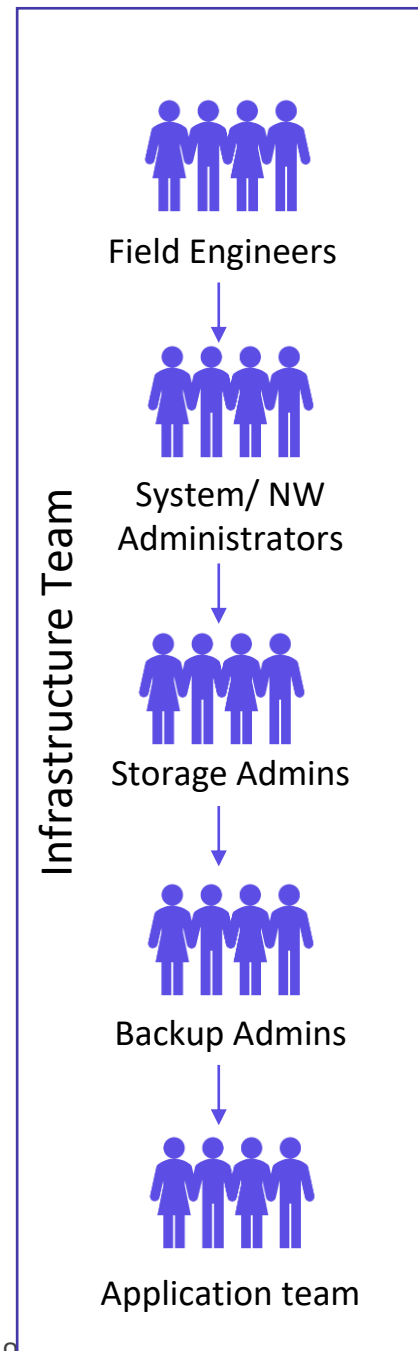 Field Engineers
System/ NW
Administrators
Infrastructure Team
Storage Admins
Backup Admins
Application team